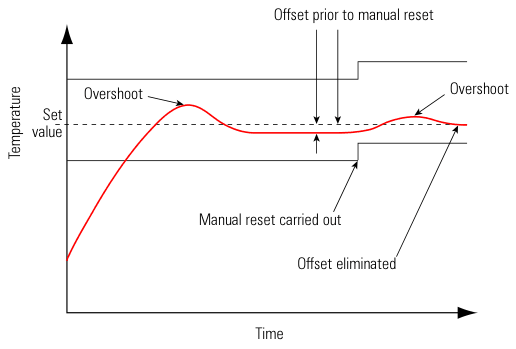 Offset prior to manual reset
Overshoot
Overshoot
Temperature
Set
value
Manual reset carried out
Offset eliminated
Time